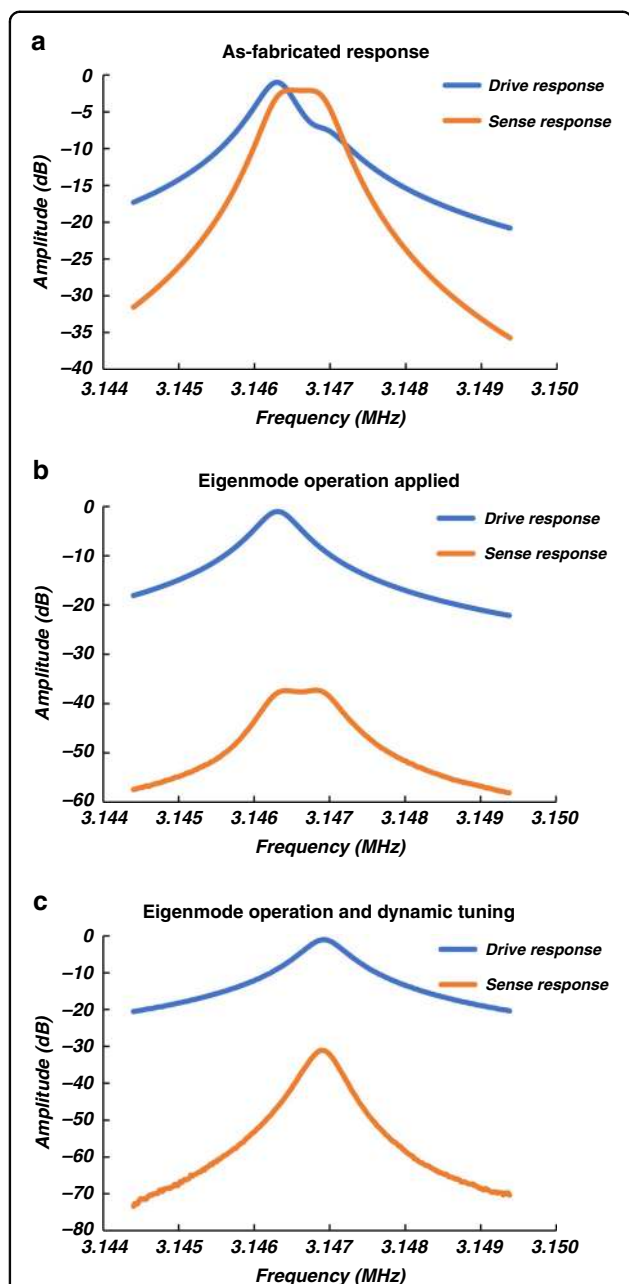 a
As-fabricated response
0
–5
–10
–15
–20
–25
–30
–35
–40
Amplitude (dB)
Drive response
Sense response
3.144 3.145 3.146 3.147 3.148 3.149 3.150
Frequency (MHz)
b
Eigenmode operation applied
0
–10
–20
–30
–40
–50
–60
Amplitude (dB)
Drive response
Sense response
3.144 3.145 3.146 3.147 3.148 3.149 3.150
Frequency (MHz)
c
Eigenmode operation and dynamic tuning
0
–10
–20
–30
–40
–50
–60
–70
–80
Amplitude (dB)
Drive response
Sense response
3.144 3.145 3.146 3.147 3.148 3.149 3.150
Frequency (MHz)